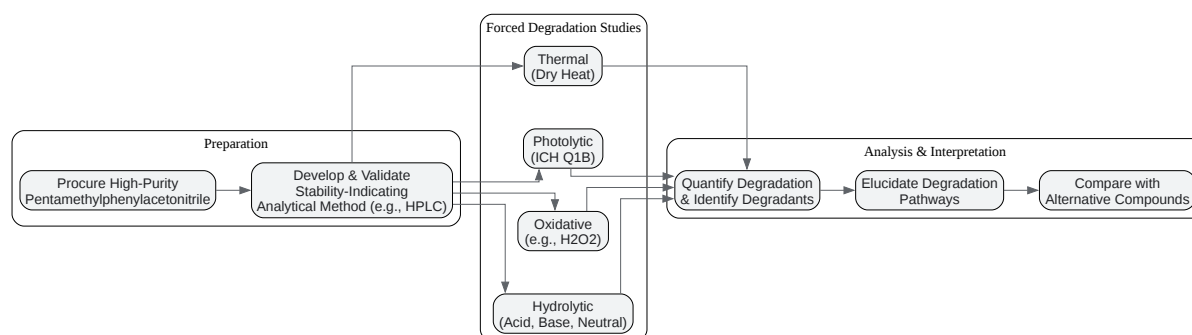 Preparation
Procure High-Purity
Pentamethylphenylacetonitrile
Develop & Validate
Stability-Indicating
Analytical Method (e.g., HPLC)
Forced Degradation Studies
Thermal
(Dry Heat)
Photolytic
(ICH Q1B)
Oxidative
(e.g., H2O2)
Hydrolytic
(Acid, Base, Neutral)
Analysis & Interpretation
Quantify Degradation
& Identify Degradants
Elucidate Degradation
Pathways
Compare with
Alternative Compounds